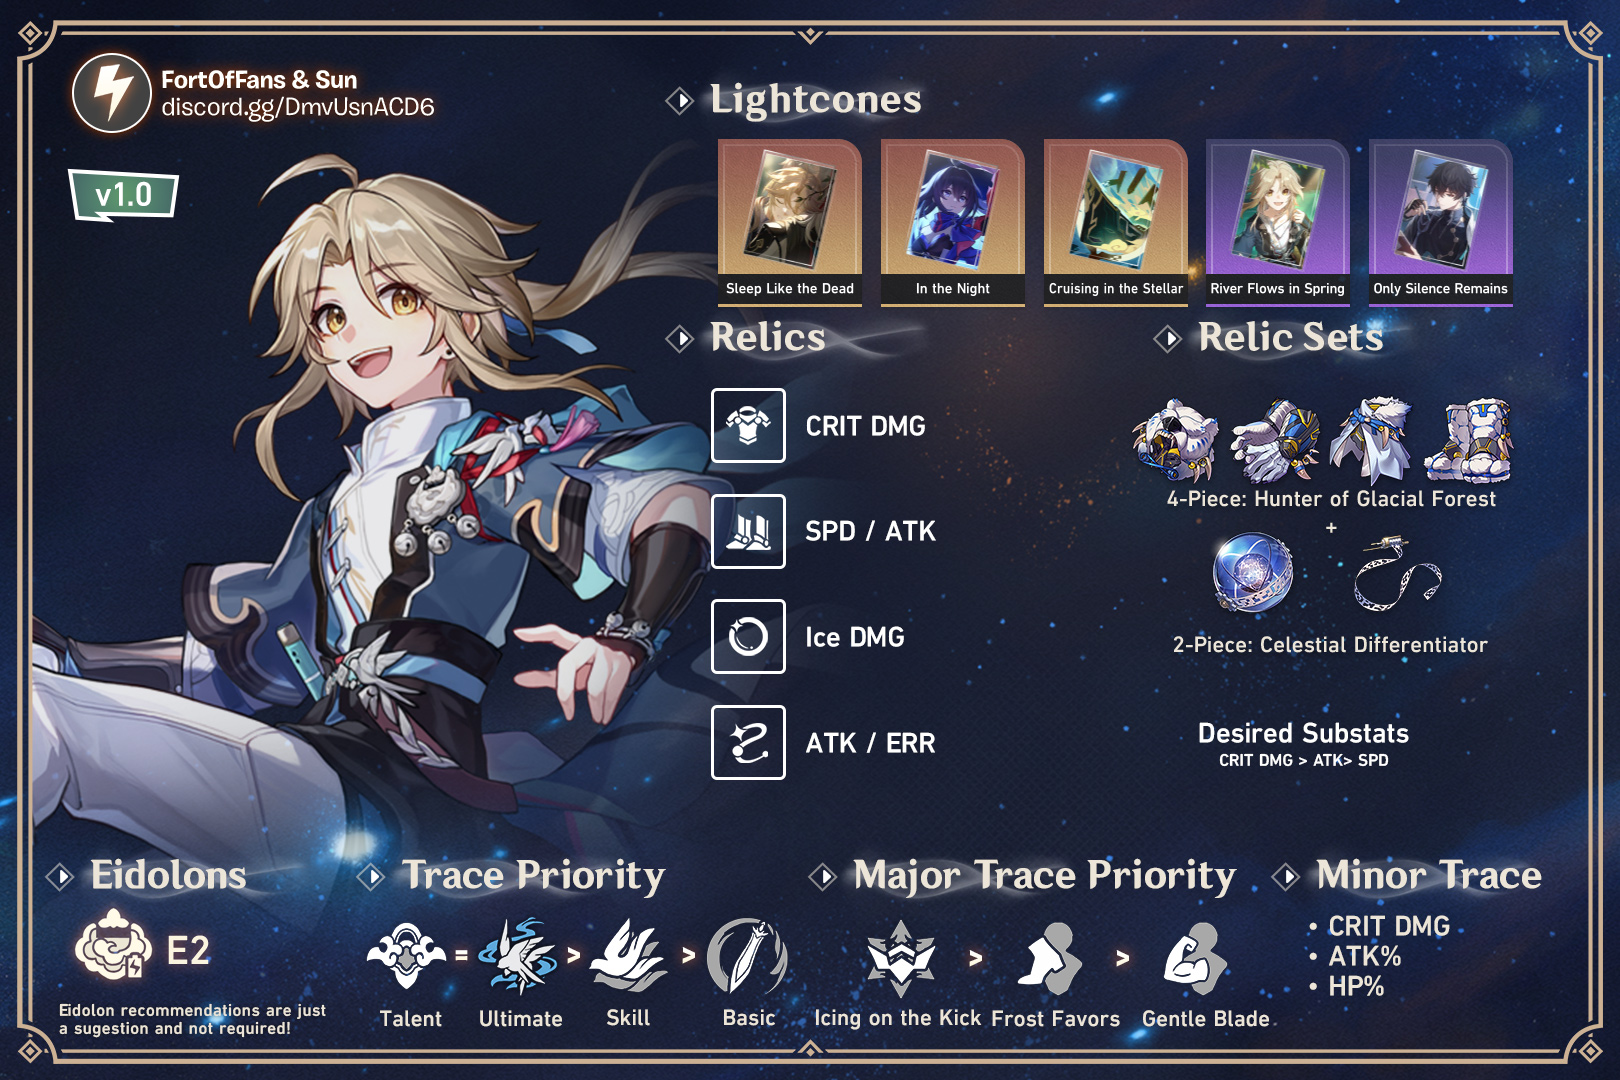 FortOfFans & Sun
discord.gg/DmvUsnACD6
v1.0
Lightcones
Sleep Like the Dead
In the Night
Cruising in the Stellar
River Flows in Spring
Only Silence Remains
Relics
CRIT DMG
SPD / ATK
Ice DMG
ATK / ERR
Relic Sets
4-Piece: Hunter of Glacial Forest
+
2-Piece: Celestial Differentiator
Desired Substats
CRIT DMG > ATK> SPD
Eidolons
E2
Eidolon recommendations are just
a sugestion and not required!
Trace Priority
= > >
Talent Ultimate Skill Basic
Major Trace Priority
> >
Icing on the Kick Frost Favors Gentle Blade
Minor Trace
• CRIT DMG
• ATK%
• HP%